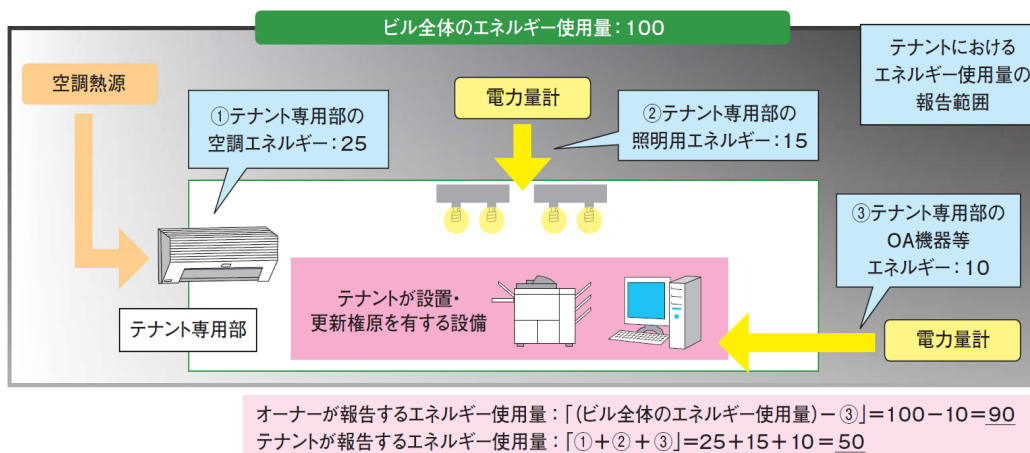 ビル全体のエネルギー使用量：100
テナントにおける
エネルギー使用量の
報告範囲
空調熱源
①テナント専用部の
空調エネルギー：25
電力量計
②テナント専用部の
照明用エネルギー：15
③テナント専用部の
OA機器等
エネルギー：10
テナントが設置・
更新権原を有する設備
テナント専用部
電力量計
オーナーが報告するエネルギー使用量：「（ビル全体のエネルギー使用量）－③」＝100－10＝90
テナントが報告するエネルギー使用量：「①＋②＋③」＝25＋15＋10＝50